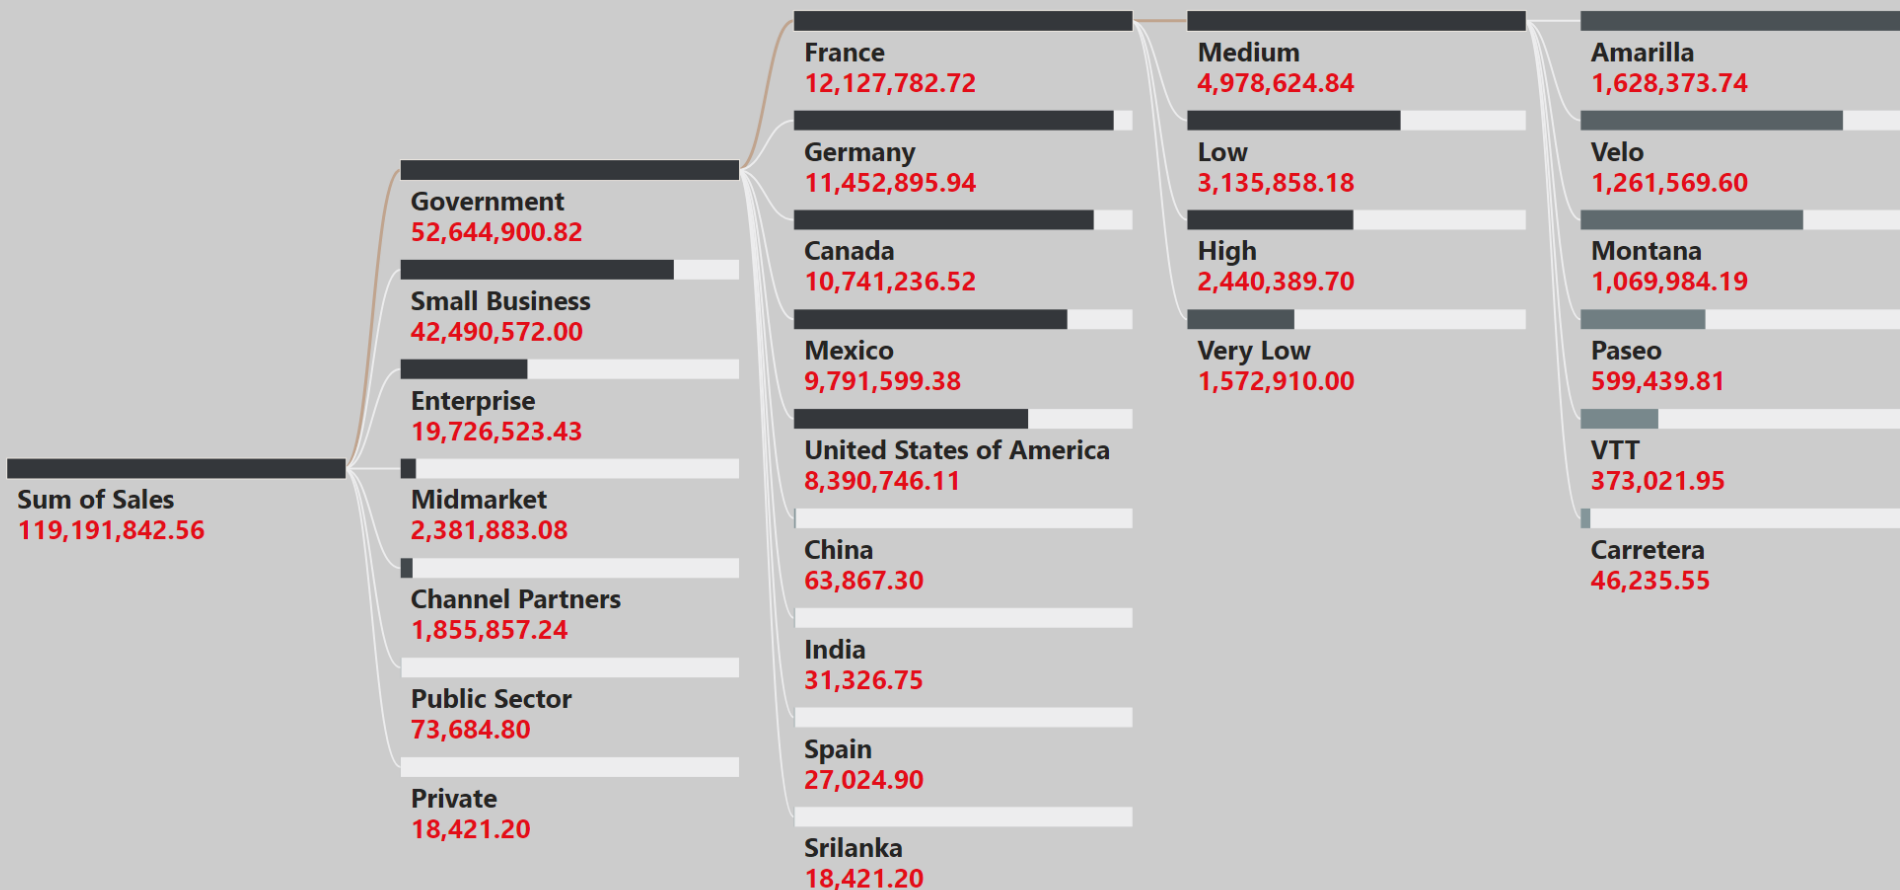 Sum of Sales
119,191,842.56
Government
52,644,900.82
Small Business
42,490,572.00
Enterprise
19,726,523.43
Midmarket
2,381,883.08
Channel Partners
1,855,857.24
Public Sector
73,684.80
Private
18,421.20
France
12,127,782.72
Germany
11,452,895.94
Canada
10,741,236.52
Mexico
9,791,599.38
United States of America
8,390,746.11
China
63,867.30
India
31,326.75
Spain
27,024.90
Srilanka
18,421.20
Medium
4,978,624.84
Low
3,135,858.18
High
2,440,389.70
Very Low
1,572,910.00
Amarilla
1,628,373.74
Velo
1,261,569.60
Montana
1,069,984.19
Paseo
599,439.81
VTT
373,021.95
Carretera
46,235.55